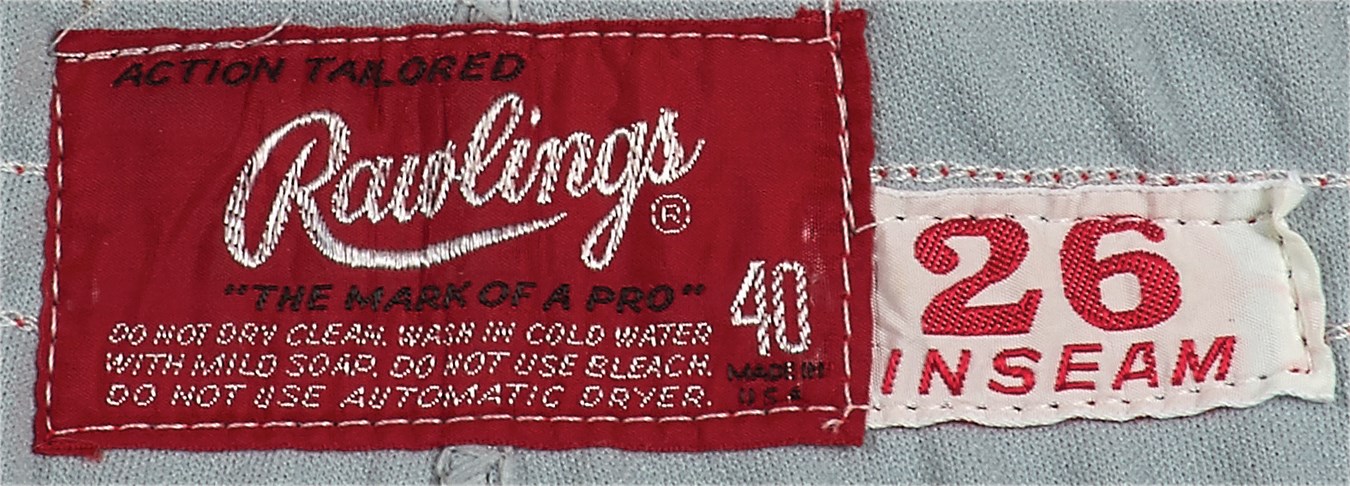 ACTION TAILORED
Rawlings®
"THE MARK OF A PRO"
DO NOT DRY CLEAN. WASH IN COLD WATER
WITH MILD SOAP. DO NOT USE BLEACH.
DO NOT USE AUTOMATIC DRYER.
40
MADE IN
U.S.A.
26
INSEAM